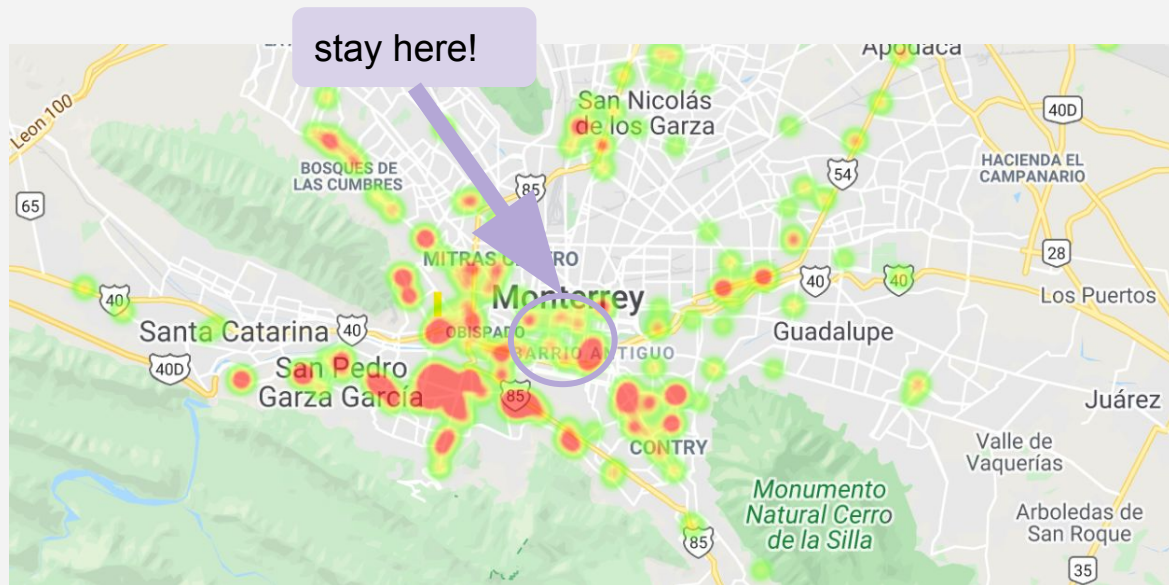 stay here!
Apodaca
Leon 100
San Nicolás
de los Garza
40D
BOSQUES DE
LAS CUMBRES
HACIENDA EL
CAMPANARIO
54
85
65
MITRAS CENTRO
28
40
40
40
Monterrey
Los Puertos
Santa Catarina
40
OBISPADO
Guadalupe
BARRIO ANTIGUO
40D
San Pedro
Garza García
85
Juárez
CONTRY
Valle de
Vaquerías
Monumento
Natural Cerro
de la Silla
Arboledas de
San Roque
85
35